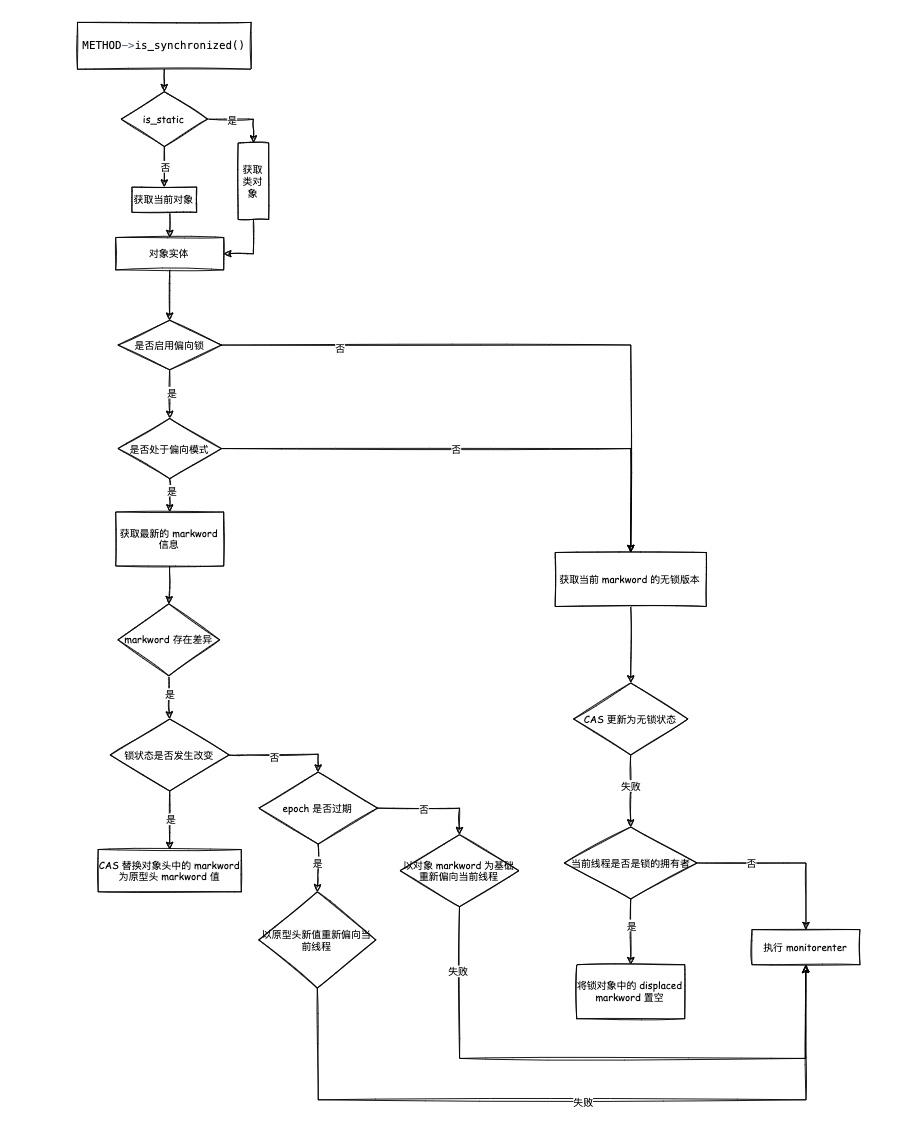 METHOD->is_synchronized()
is_static
是
否
获取
类对
象
获取当前对象
对象实体
是否启用偏向锁
否
是
是否处于偏向模式
否
是
获取最新的 markword
信息
获取当前 markword 的无锁版本
markword 存在差异
是
CAS 更新为无锁状态
锁状态是否发生改变
否
失败
epoch 是否过期
否
是
CAS 替换对象头中的 markword
为原型头 markword 值
是
以对象 markword 为基础
重新偏向当前线程
当前线程是否是锁的拥有者
否
以原型头新值重新偏向当
前线程
是
执行 monitorenter
失败
将锁对象中的 displaced
markword 置空
失败